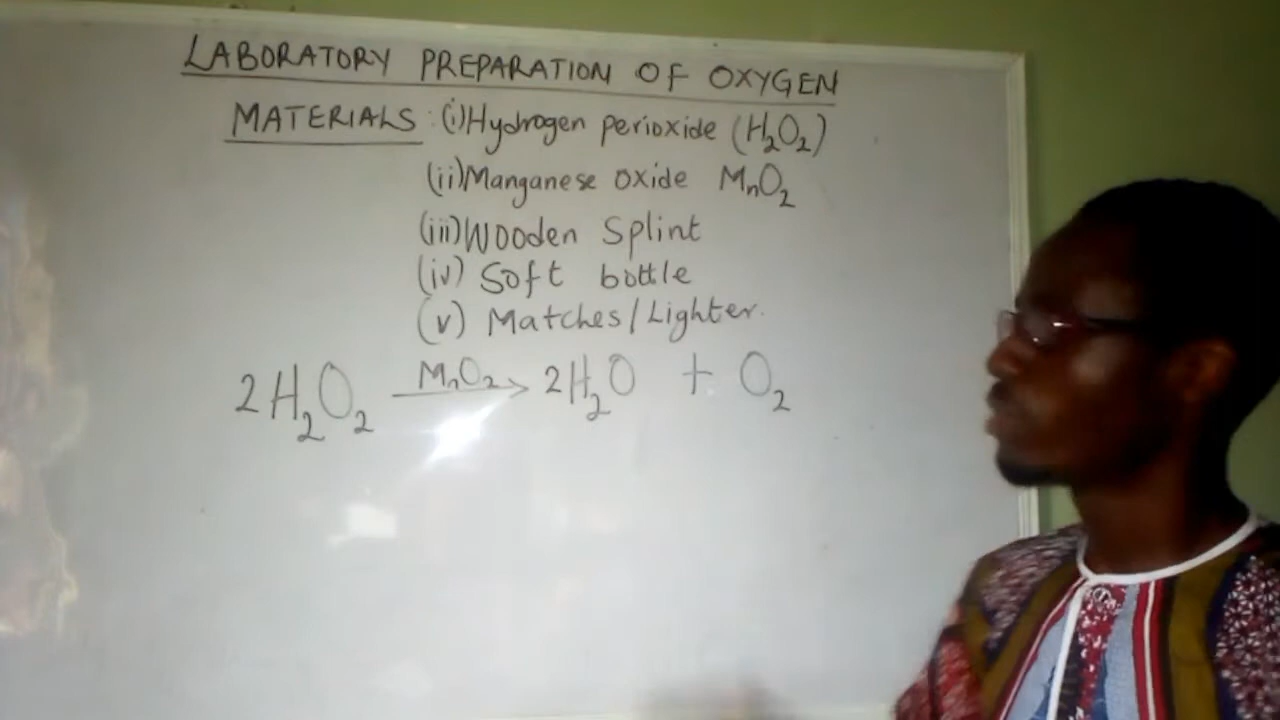 LABORATORY PREPARATION OF OXYGEN
MATERIALS: (i)Hydrogen perioxide (H₂O₂)
(ii)Manganese oxide MnO₂
(iii)Wooden Splint
(iv) Soft bottle
(v) Matches/Lighter.
2H₂O₂ MnO₂→ 2H₂O + O₂